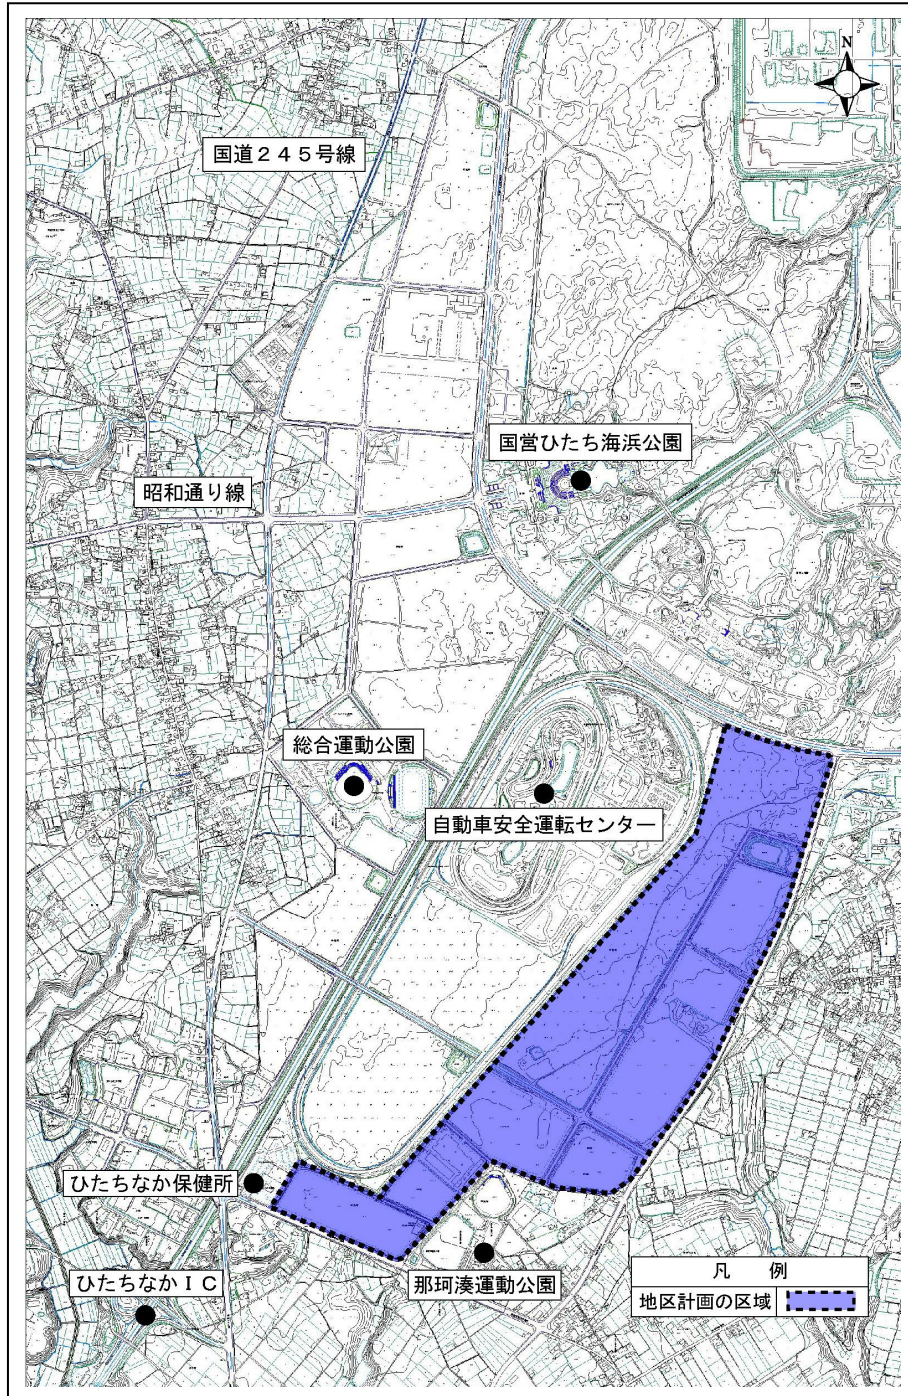 N
国道２４５号線
国営ひたち海浜公園
昭和通り線
総合運動公園
自動車安全運転センター
ひたちなか保健所
那珂湊運動公園
ひたちなかＩＣ
凡　例
地区計画の区域